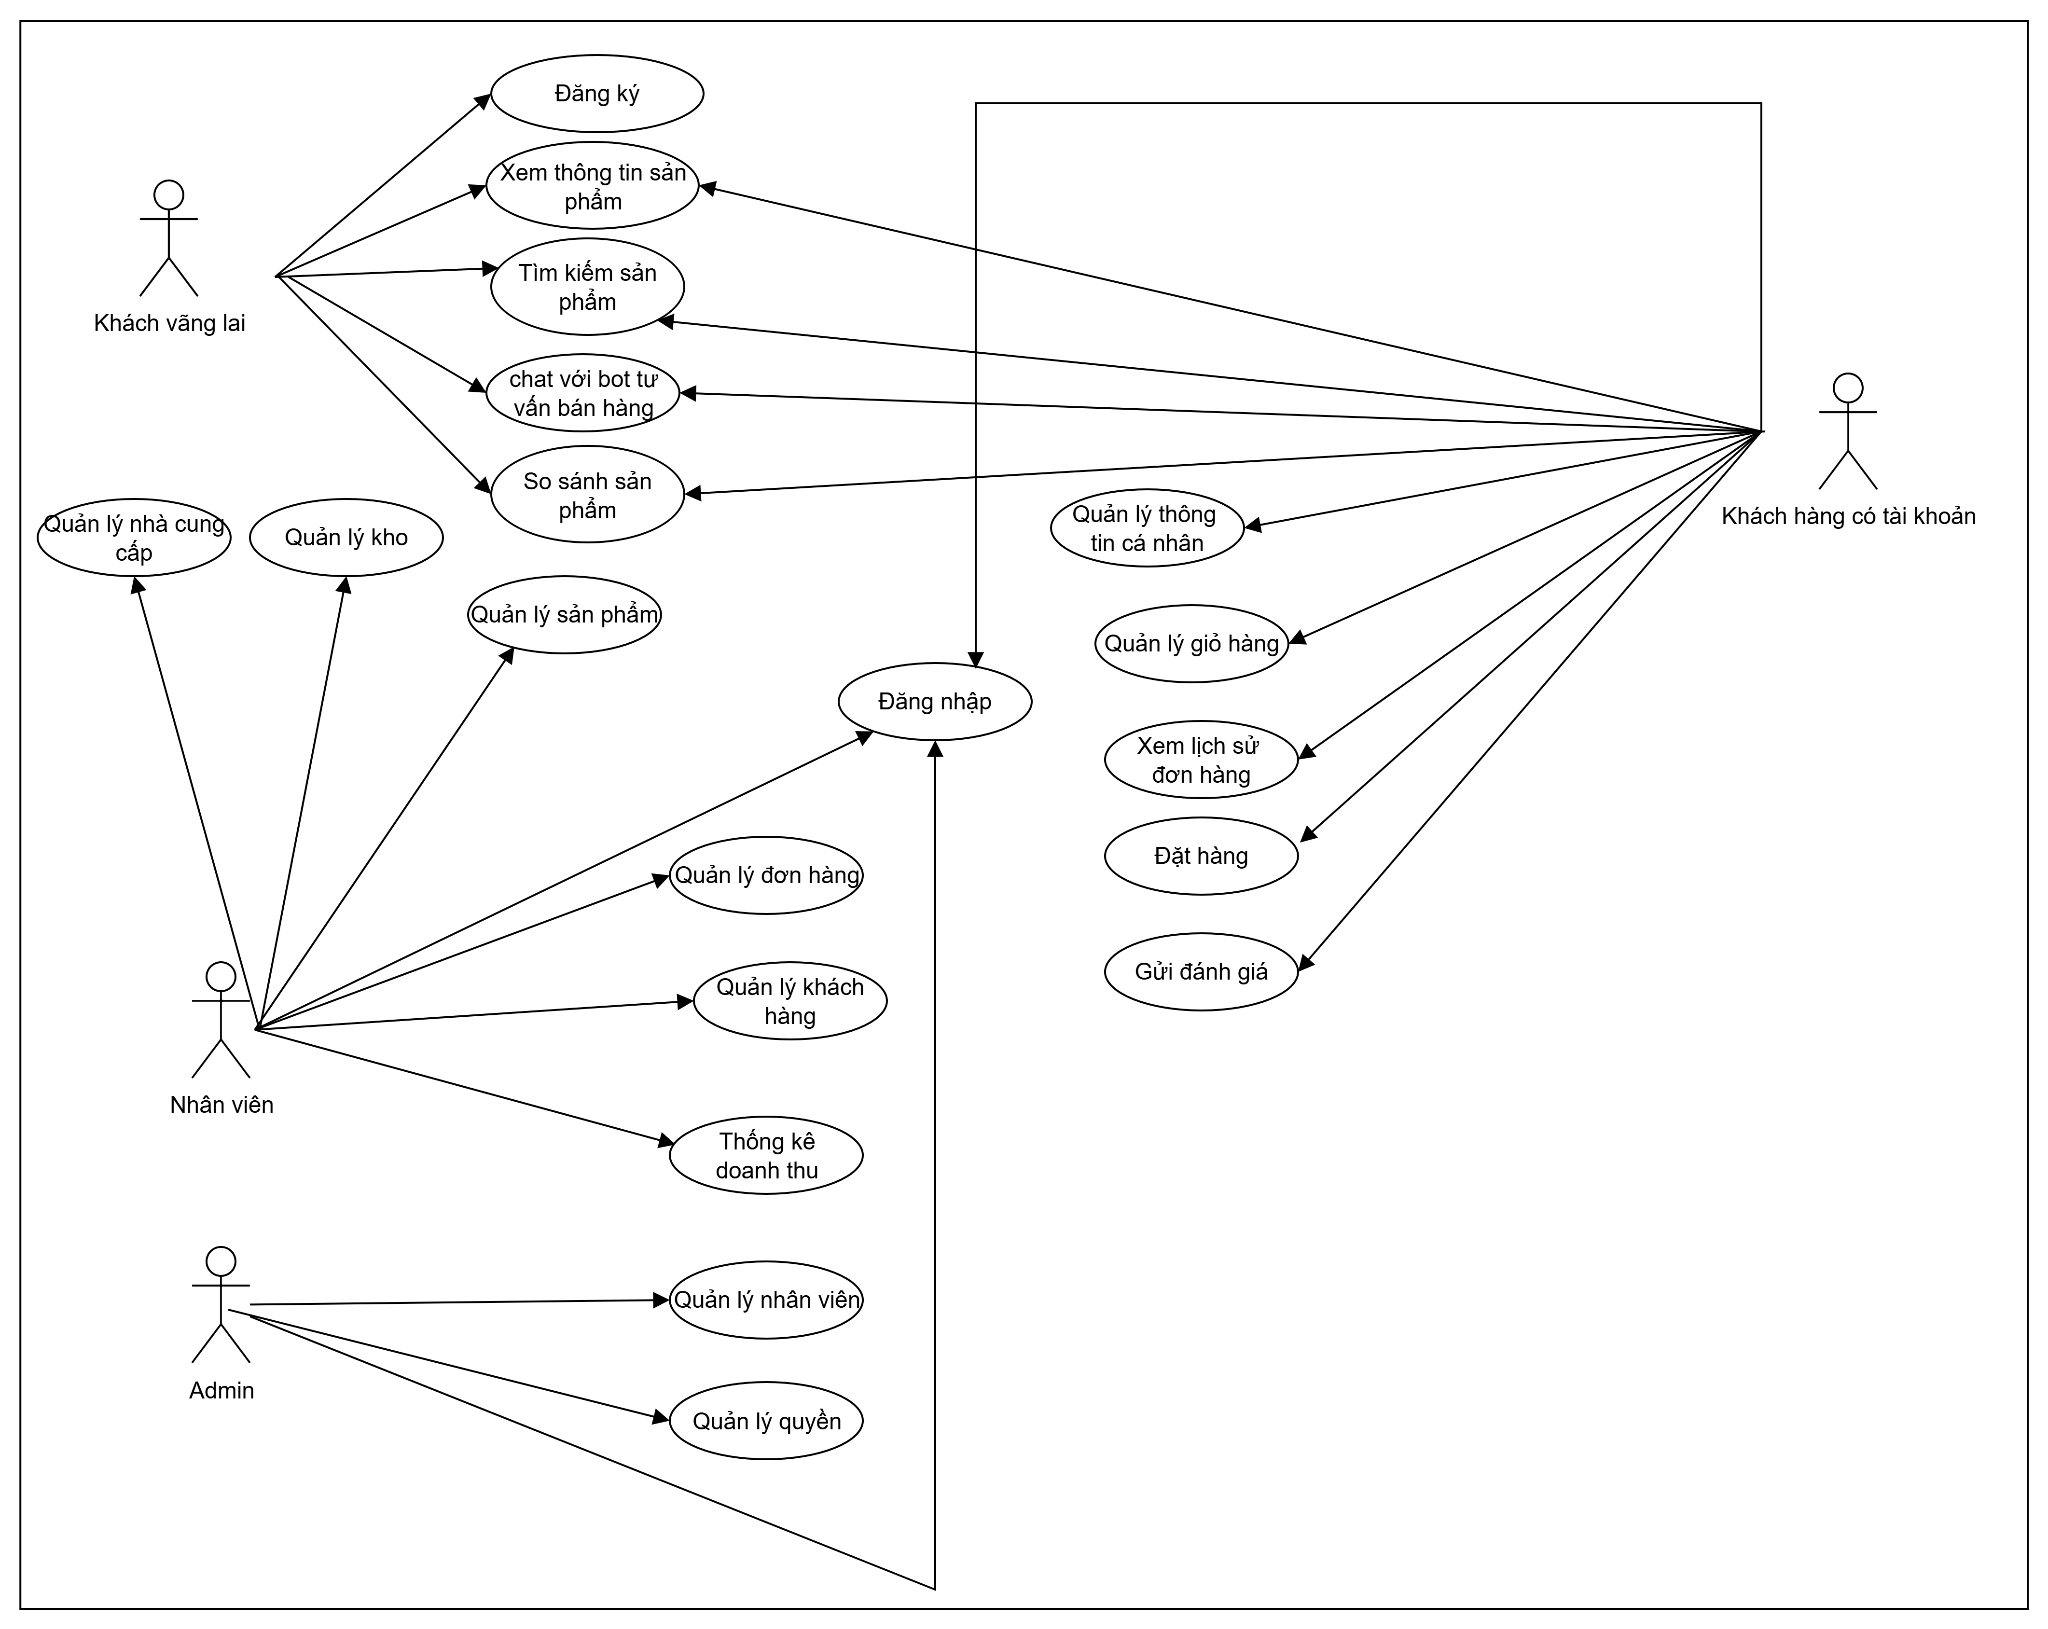 Đăng ký
Xem thông tin sản
phẩm
Khách vãng lai
Tìm kiếm sản
phẩm
chat với bot tư
vấn bán hàng
So sánh sản
phẩm
Khách hàng có tài khoản
Quản lý nhà cung
cấp
Quản lý kho
Quản lý thông
tin cá nhân
Quản lý sản phẩm
Quản lý giỏ hàng
Đăng nhập
Xem lịch sử
đơn hàng
Quản lý đơn hàng
Đặt hàng
Gửi đánh giá
Quản lý khách
hàng
Nhân viên
Thống kê
doanh thu
Quản lý nhân viên
Admin
Quản lý quyền